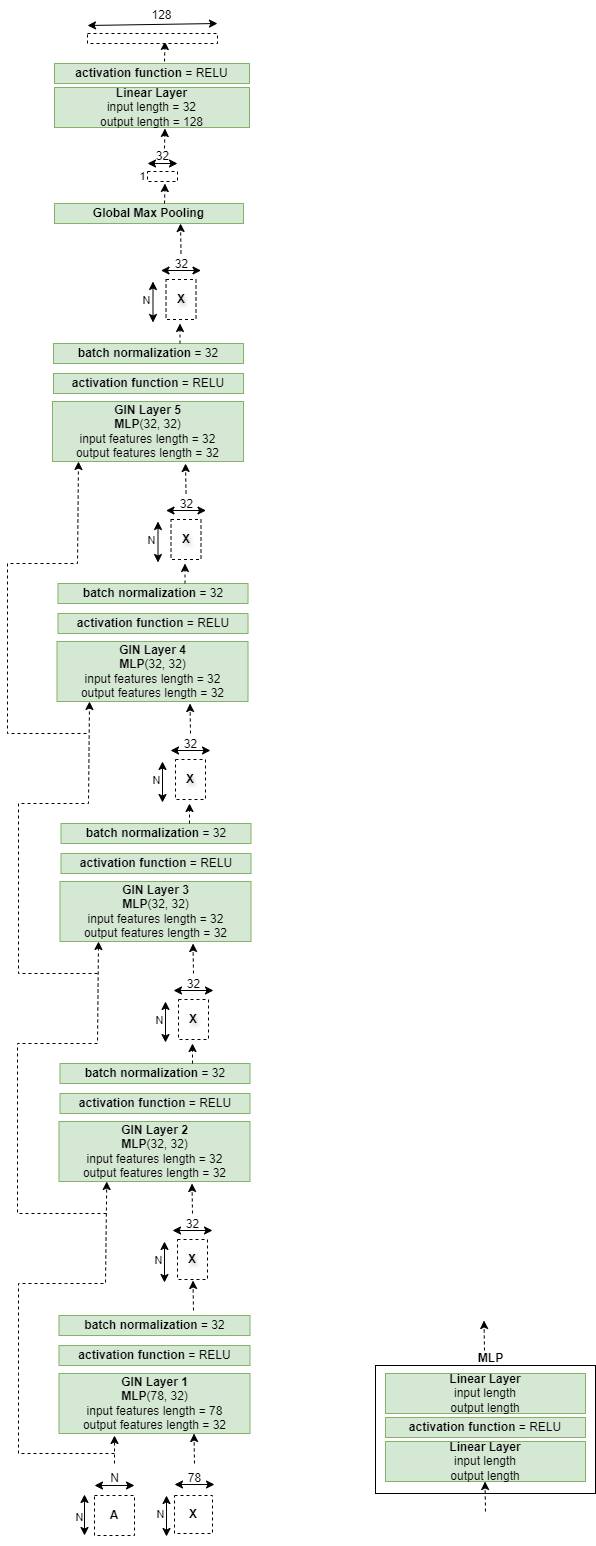 128
activation function = RELU
Linear Layer
input length = 32
output length = 128
32
1
Global Max Pooling
32
N
X
batch normalization = 32
activation function = RELU
GIN Layer 5
MLP(32, 32)
input features length = 32
output features length = 32
32
N
X
batch normalization = 32
activation function = RELU
GIN Layer 4
MLP(32, 32)
input features length = 32
output features length = 32
32
N
X
batch normalization = 32
activation function = RELU
GIN Layer 3
MLP(32, 32)
input features length = 32
output features length = 32
32
N
X
batch normalization = 32
activation function = RELU
GIN Layer 2
MLP(32, 32)
input features length = 32
output features length = 32
32
N
X
batch normalization = 32
activation function = RELU
GIN Layer 1
MLP(78, 32)
input features length = 78
output features length = 32
N
78
N
A
N
X
MLP
Linear Layer
input length
output length
activation function = RELU
Linear Layer
input length
output length